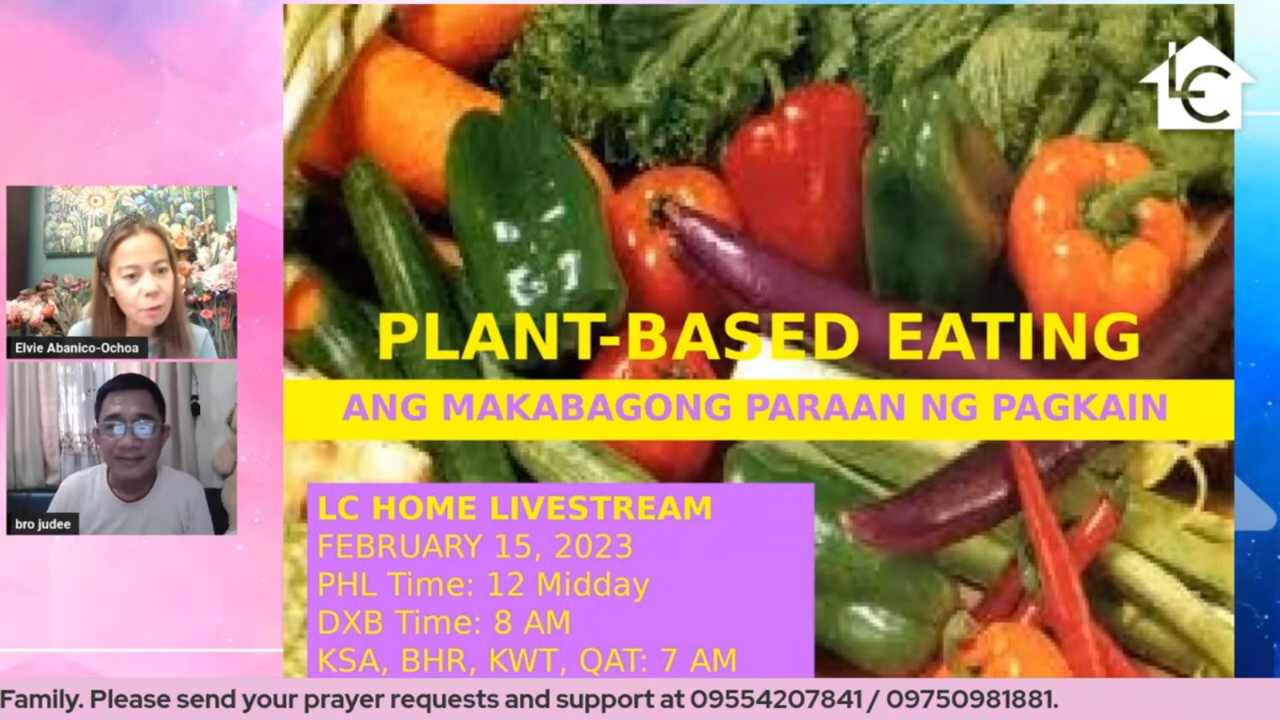 LC
PLANT-BASED EATING
ANG MAKABAGONG PARAAN NG PAGKAIN
LC HOME LIVESTREAM
FEBRUARY 15, 2023
PHL Time: 12 Midday
DXB Time: 8 AM
KSA, BHR, KWT, QAT: 7 AM
Elvie Abanico-Ochoa
bro judee
Family. Please send your prayer requests and support at 09554207841 / 09750981881.